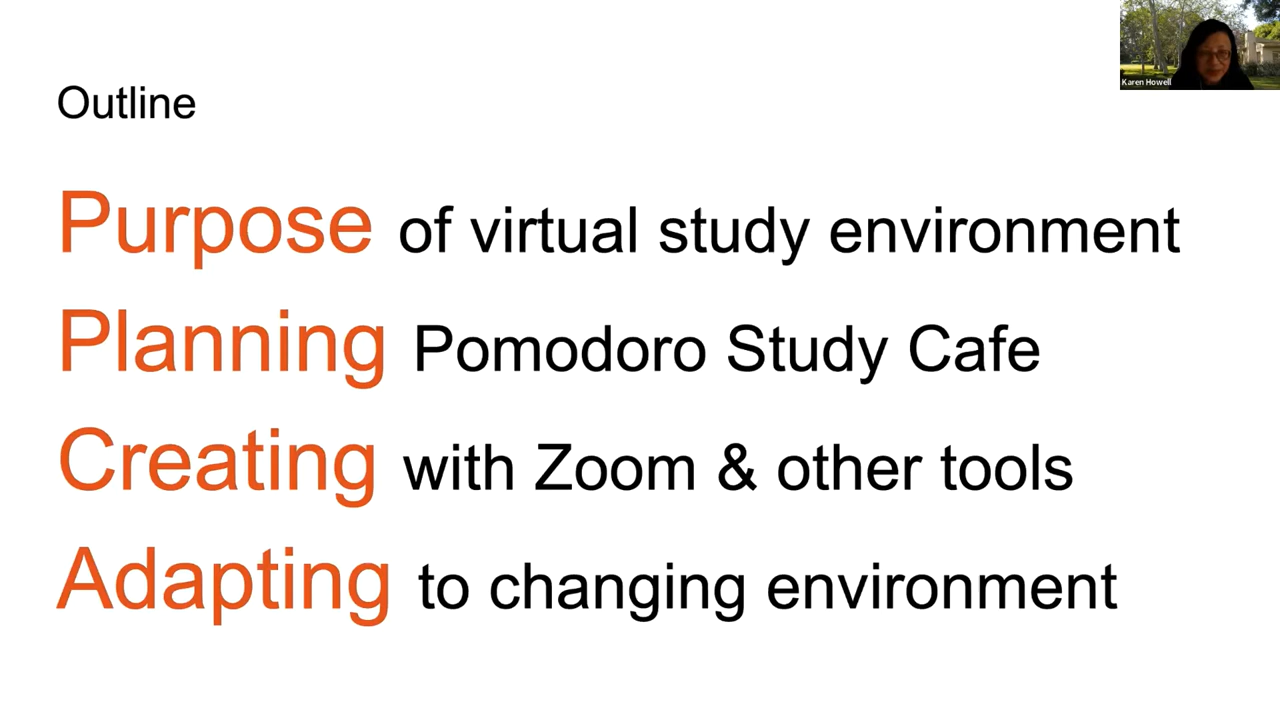 Karen Howell
Outline
Purpose of virtual study environment
Planning Pomodoro Study Cafe
Creating with Zoom & other tools
Adapting to changing environment